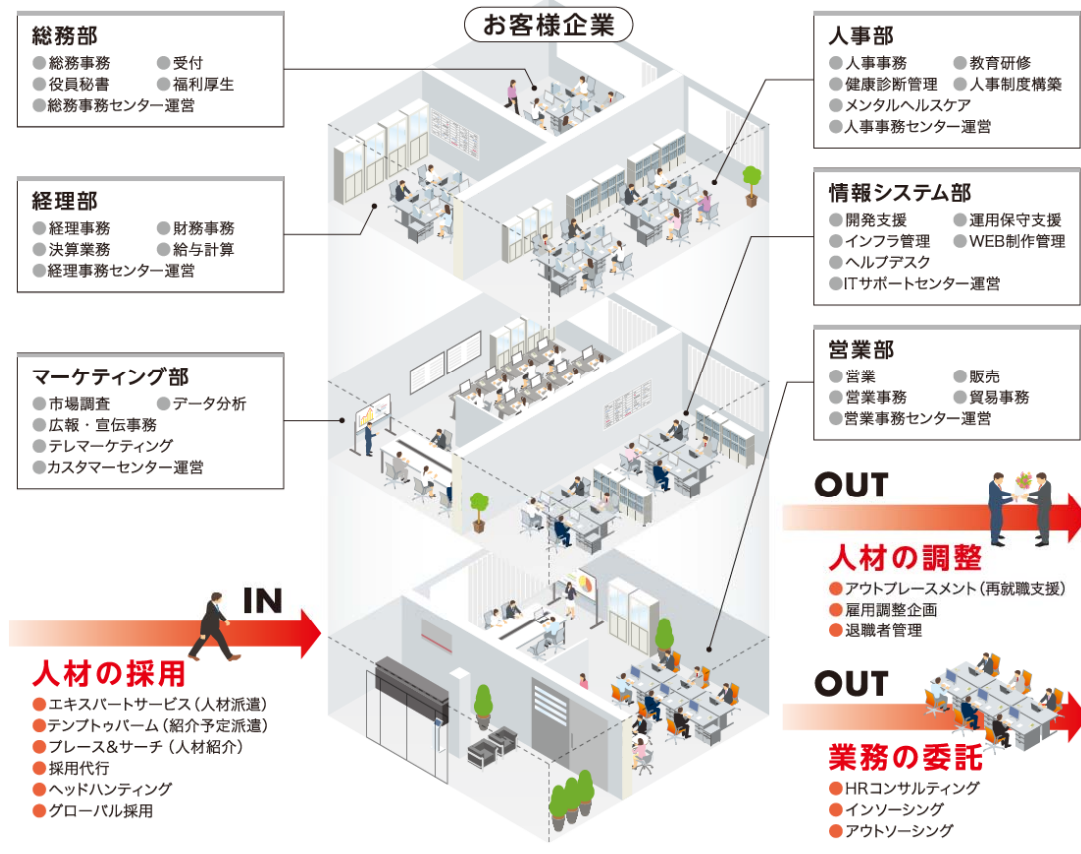 お客様企業
総務部
●総務事務 ●受付
●役員秘書 ●福利厚生
●総務事務センター運営
経理部
●経理事務 ●財務事務
●決算業務 ●給与計算
●経理事務センター運営
マーケティング部
●市場調査 ●データ分析
●広報・宣伝事務
●テレマーケティング
●カスタマーセンター運営
人事部
●人事事務 ●教育研修
●健康診断管理 ●人事制度構築
●メンタルヘルスケア
●人事事務センター運営
情報システム部
●開発支援 ●運用保守支援
●インフラ管理 ●WEB制作管理
●ヘルプデスク
●ITサポートセンター運営
営業部
●営業 ●販売
●営業事務 ●貿易事務
●営業事務センター運営
IN
人材の採用
●エキスパートサービス(人材派遣)
●テンプトゥパーム(紹介予定派遣)
●プレース&サーチ(人材紹介)
●採用代行
●ヘッドハンティング
●グローバル採用
OUT
人材の調整
●アウトプレースメント(再就職支援)
●雇用調整企画
●退職者管理
OUT
業務の委託
●HRコンサルティング
●インソーシング
●アウトソーシング